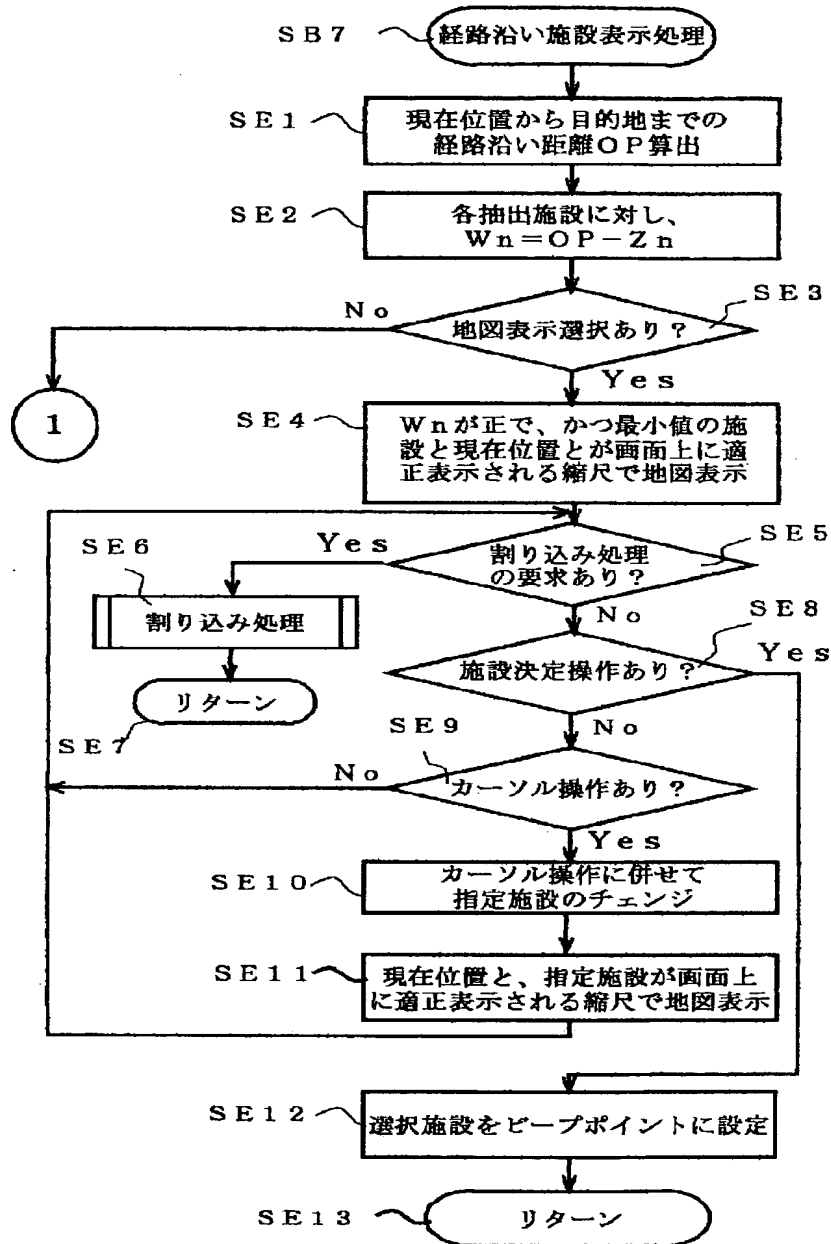 SB7
経路沿い施設表示処理
SE1
現在位置から目的地までの
経路沿い距離OP算出
SE2
各抽出施設に対し、
Wn=OP-Zn
SE3
No
地図表示選択あり?
Yes
1
SE4
Wnが正で、かつ最小値の施
設と現在位置とが画面上に適
正表示される縮尺で地図表示
SE5
SE6
Yes
割り込み処理
の要求あり?
No
SE8
割り込み処理
施設決定操作あり?
Yes
リターン
SE7
No
SE9
No
カーソル操作あり?
Yes
SE10
カーソル操作に併せて
指定施設のチェンジ
SE11
現在位置と、指定施設が画面上
に適正表示される縮尺で地図表示
SE12
選択施設をビープポイントに設定
SE13
リターン